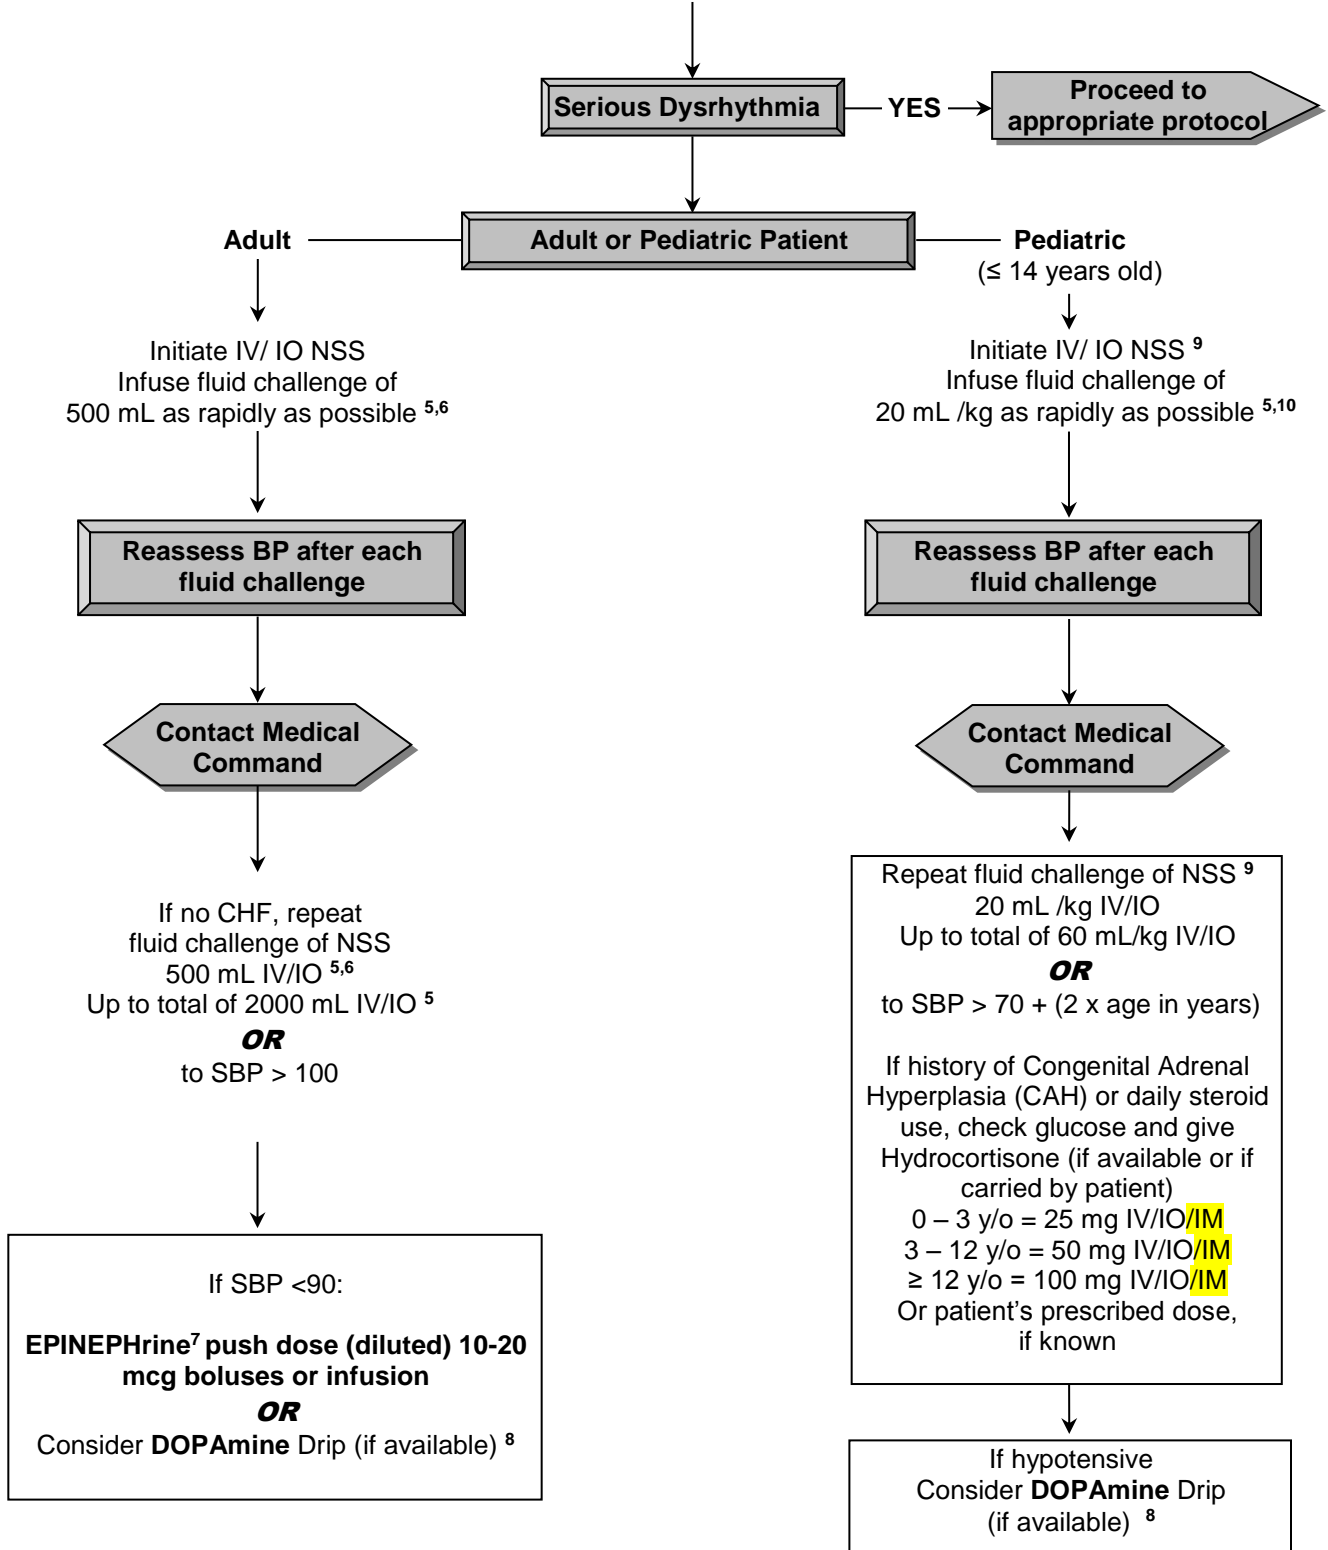 Serious Dysrhythmia
YES
Proceed to
appropriate protocol
Adult
Adult or Pediatric Patient
Pediatric
(≤ 14 years old)
Initiate IV/ IO NSS
Infuse fluid challenge of
500 mL as rapidly as possible 5,6
Initiate IV/ IO NSS 9
Infuse fluid challenge of
20 mL /kg as rapidly as possible 5,10
Reassess BP after each
fluid challenge
Reassess BP after each
fluid challenge
Contact Medical
Command
Contact Medical
Command
If no CHF, repeat
fluid challenge of NSS
500 mL IV/IO 5,6
Up to total of 2000 mL IV/IO 5
OR
to SBP > 100
If SBP <90:
EPINEPHrine7 push dose (diluted) 10-20
mcg boluses or infusion
OR
Consider DOPAmine Drip (if available) 8
Repeat fluid challenge of NSS 9
20 mL /kg IV/IO
Up to total of 60 mL/kg IV/IO
OR
to SBP > 70 + (2 x age in years)
If history of Congenital Adrenal
Hyperplasia (CAH) or daily steroid
use, check glucose and give
Hydrocortisone (if available or if
carried by patient)
0 – 3 y/o = 25 mg IV/IO/IM
3 – 12 y/o = 50 mg IV/IO/IM
≥ 12 y/o = 100 mg IV/IO/IM
Or patient's prescribed dose,
if known
If hypotensive
Consider DOPAmine Drip
(if available) 8